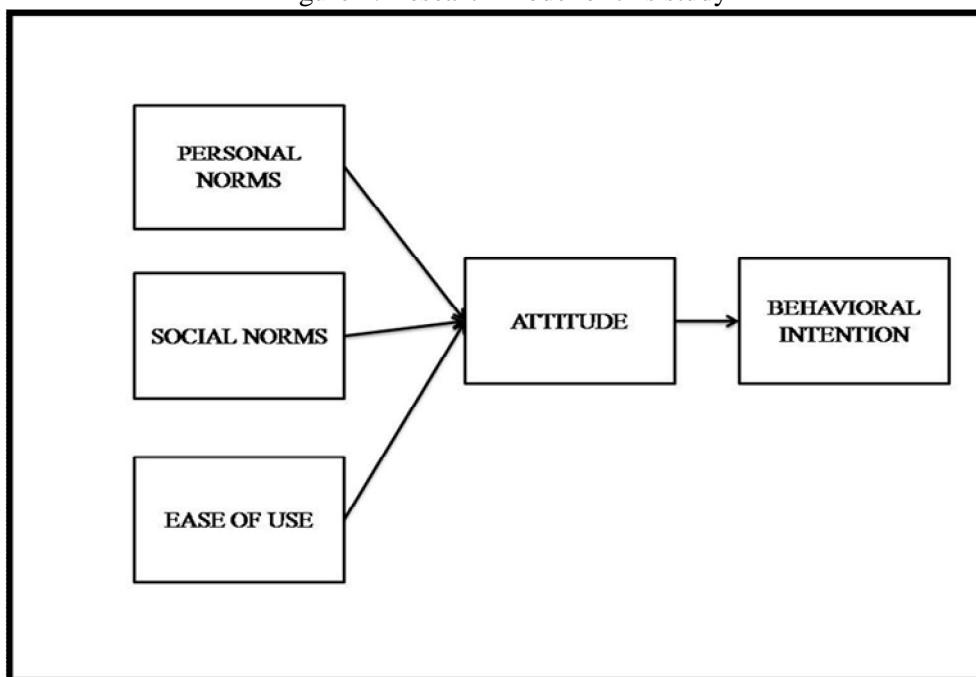 PERSONAL
NORMS
SOCIAL NORMS
EASE OF USE
ATTITUDE
BEHAVIORAL
INTENTION